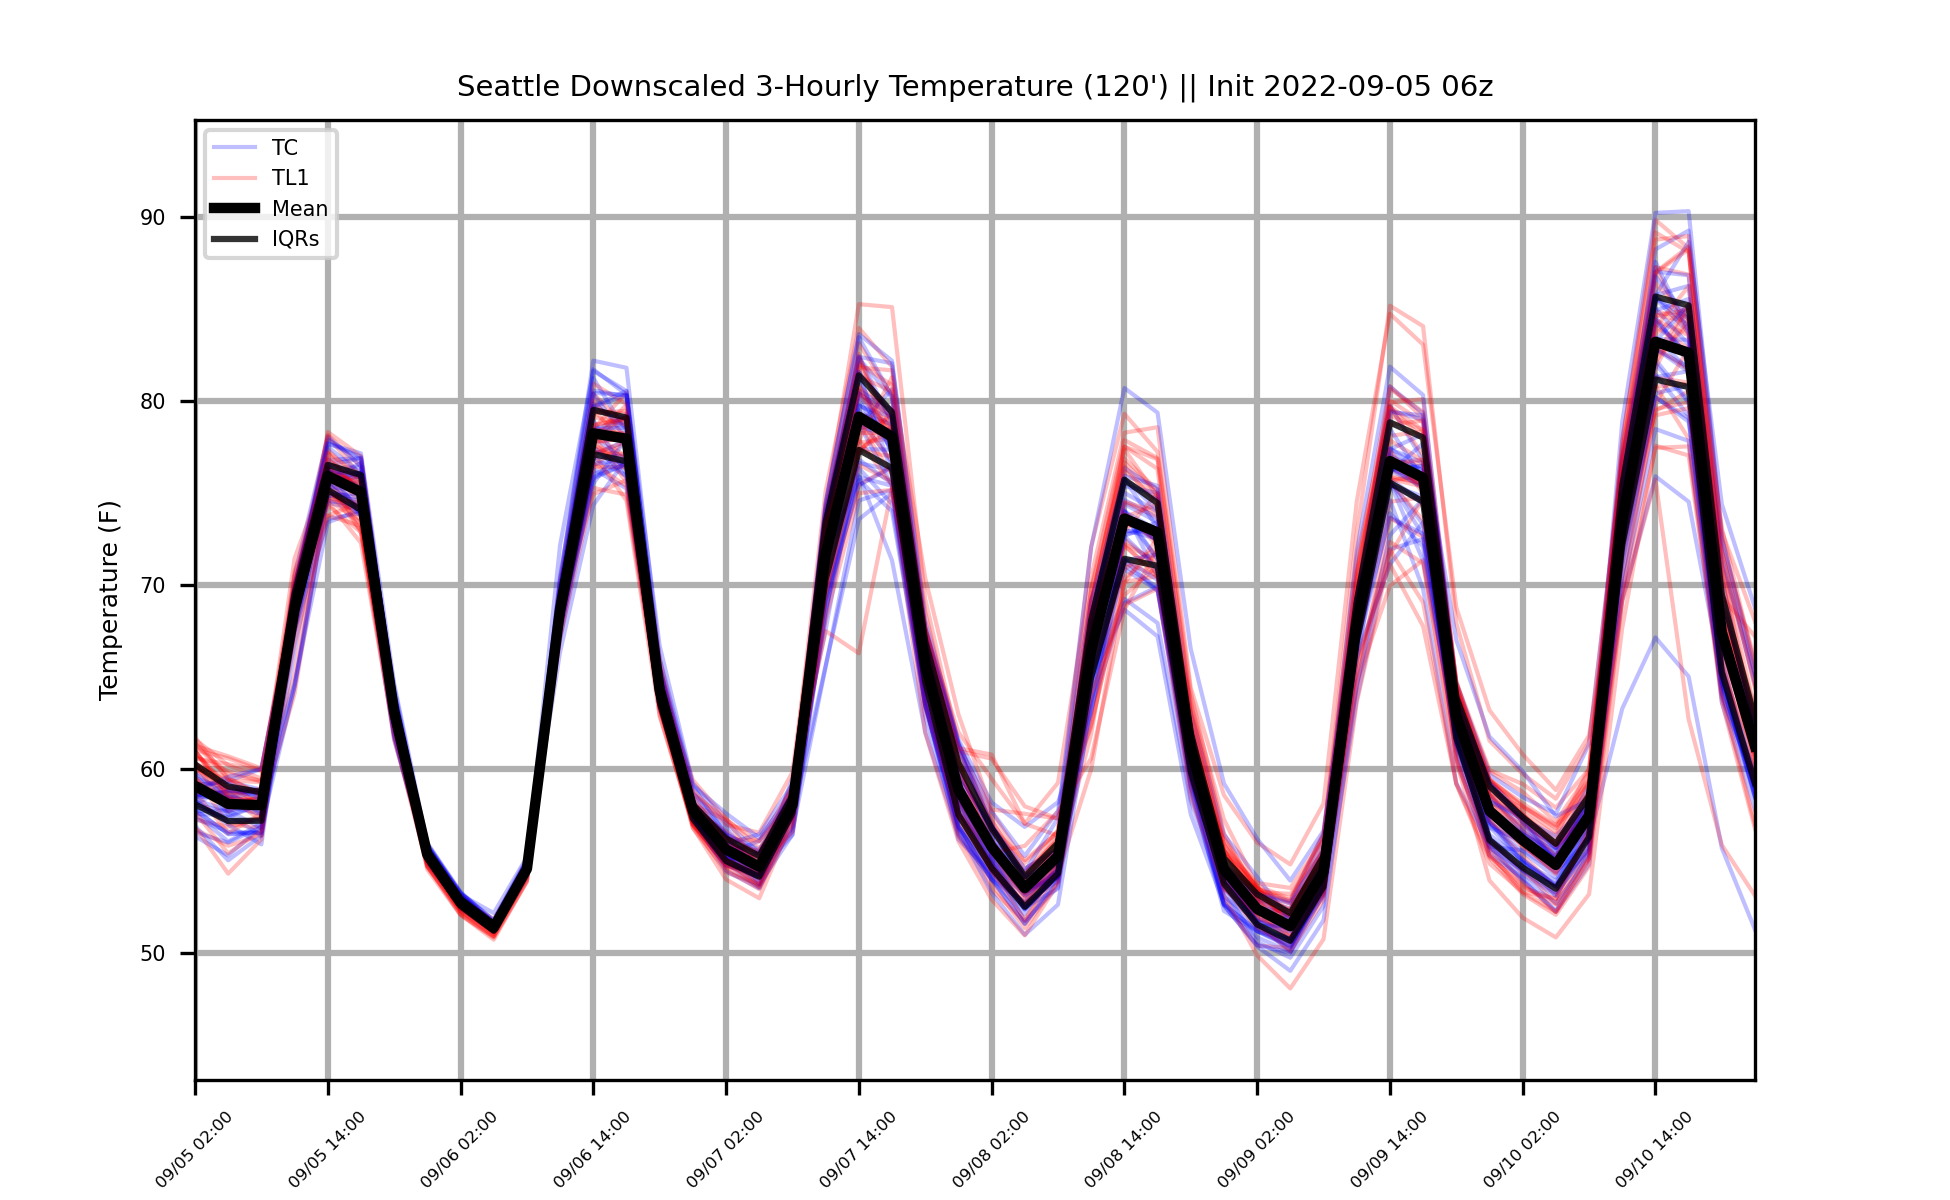 Seattle Downscaled 3-Hourly Temperature (120') || Init 2022-09-05 06z
TC
TL1
Mean
IQRs
Temperature (F)
90
80
70
60
50
09/05 02:00
09/05 14:00
09/06 02:00
09/06 14:00
09/07 02:00
09/07 14:00
09/08 02:00
09/08 14:00
09/09 02:00
09/09 14:00
09/10 02:00
09/10 14:00